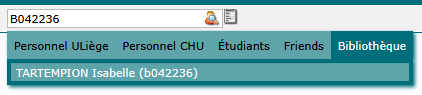 B042236
Personnel ULiège Personnel CHU Étudiants Friends Bibliothèque
TARTEMPION Isabelle (b042236)